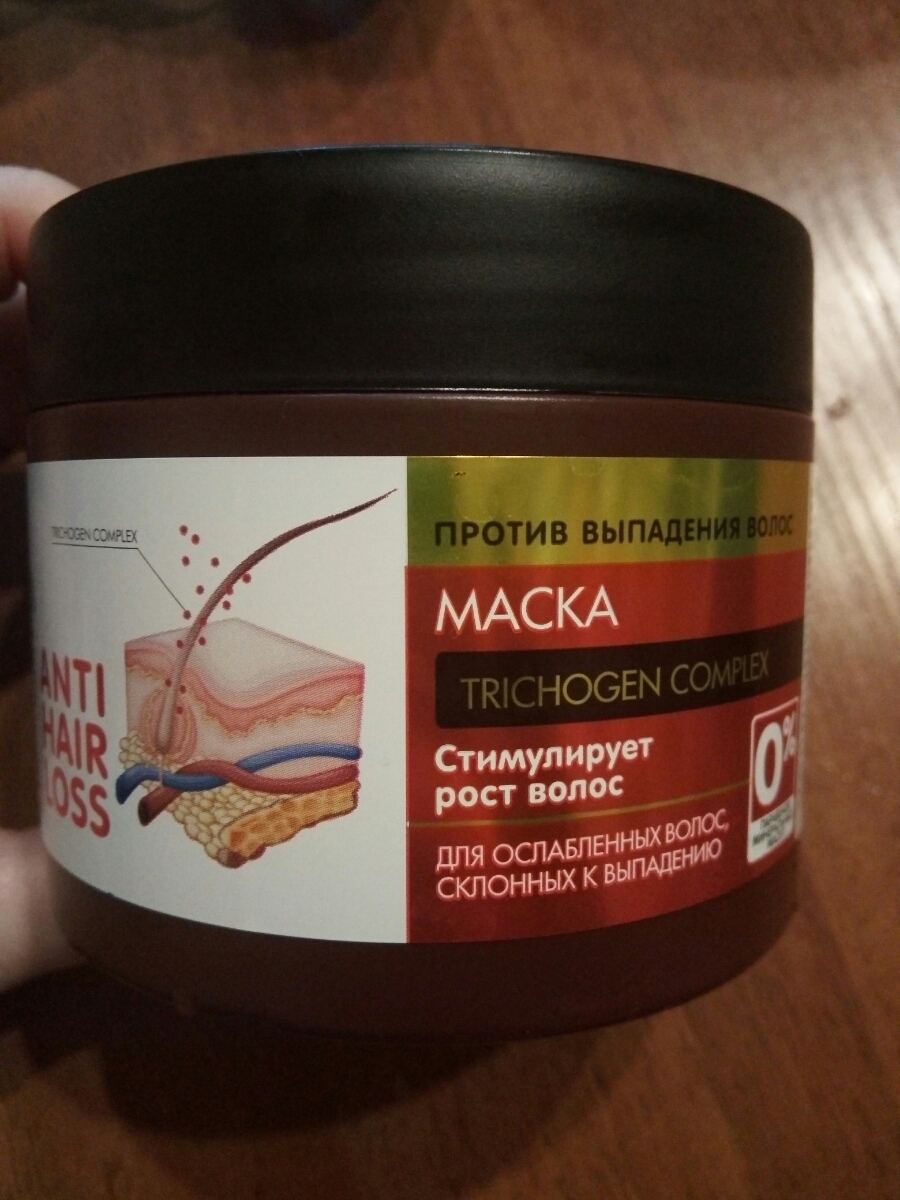 TRICHOGEN COMPLEX
ANTI
HAIR
LOSS
ПРОТИВ ВЫПАДЕНИЯ ВОЛОС
МАСКА
TRICHOGEN COMPLEX
Стимулирует
рост волос
ДЛЯ ОСЛАБЛЕННЫХ ВОЛОС,
СКЛОННЫХ К ВЫПАДЕНИЮ
0%